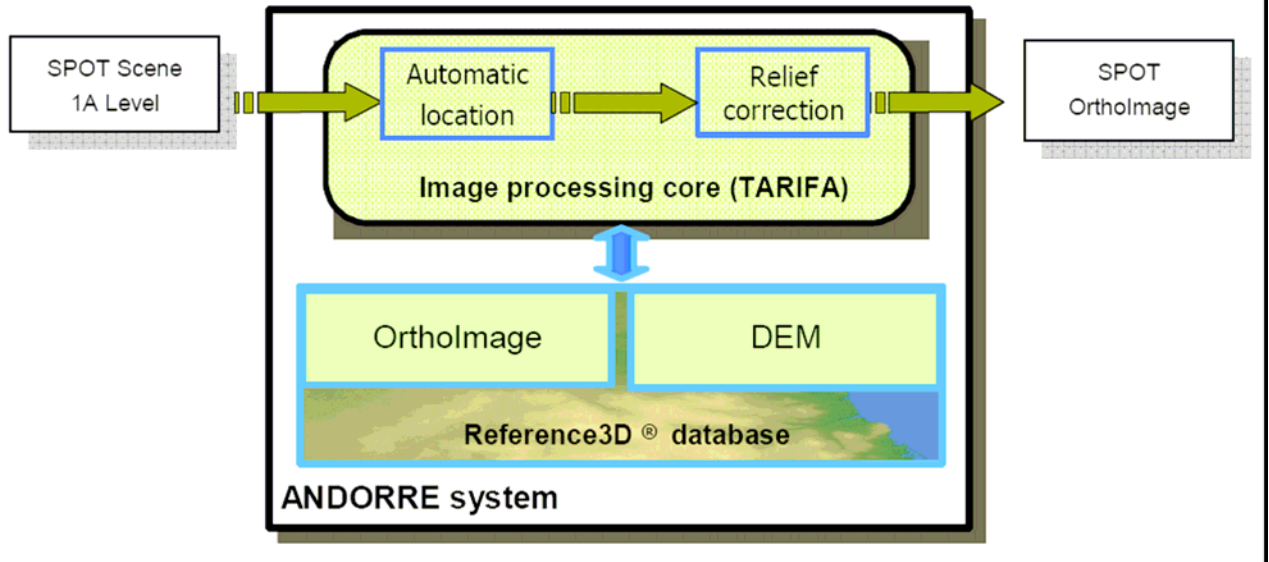 SPOT Scene
1A Level
Automatic
location
Relief
correction
SPOT
OrthoImage
Image processing core (TARIFA)
OrthoImage
DEM
Reference3D ® database
ANDORRE system